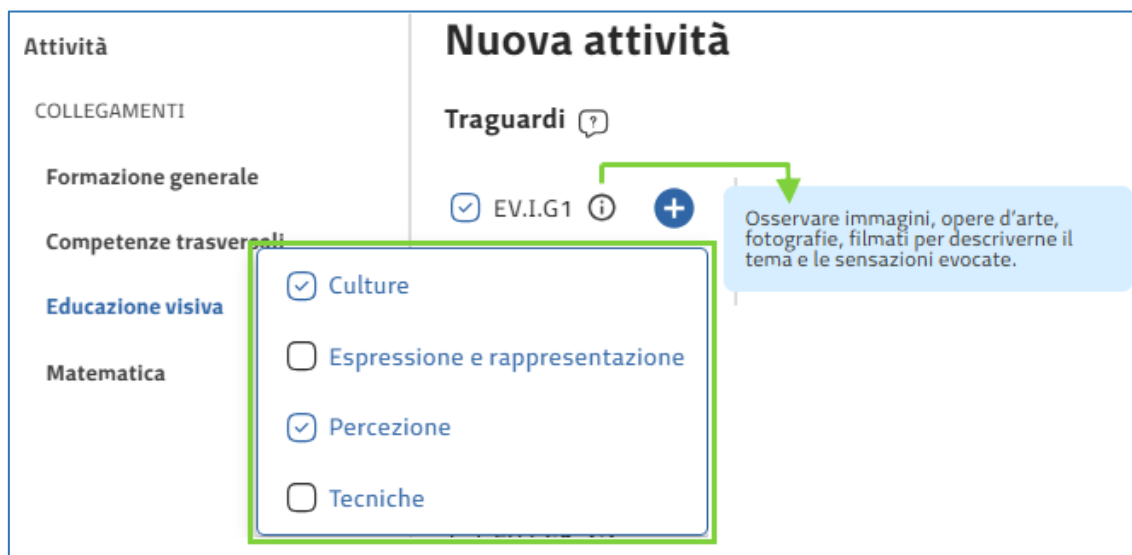 Attività
COLLEGAMENTI
Formazione generale
Competenze trasversali
Educazione visiva
Matematica
Nuova attività
Traguardi ?
EV.I.G1
Osservare immagini, opere d'arte,
fotografie, filmati per descriverne il
tema e le sensazioni evocate.
Culture
Espressione e rappresentazione
Percezione
Tecniche